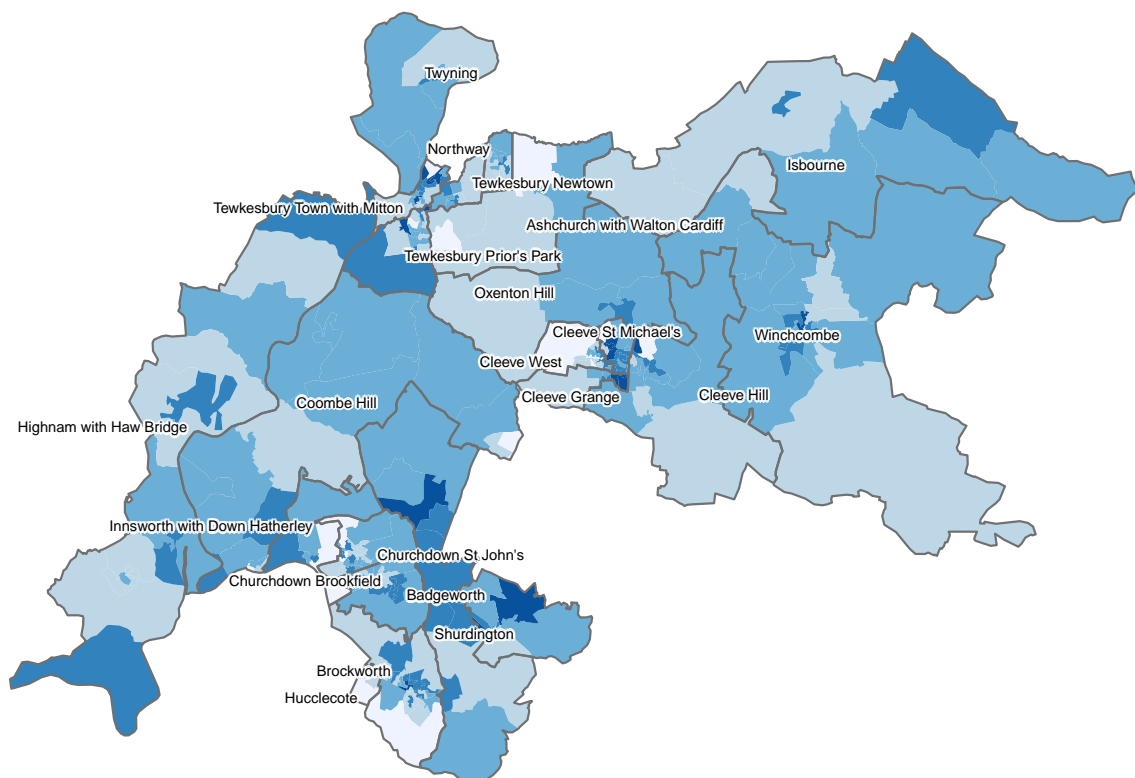 Twyning
Northway
Isbourne
Tewkesbury Newtown
Tewkesbury Town with Mitton
Ashchurch with Walton Cardiff
Tewkesbury Prior's Park
Oxenton Hill
Cleeve St Michael's
Winchcombe
Cleeve West
Cleeve Grange
Cleeve Hill
Coombe Hill
Highnam with Haw Bridge
Innsworth with Down Hatherley
Churchdown St John's
Churchdown Brookfield
Badgeworth
Shurdington
Brockworth
Hucclecote